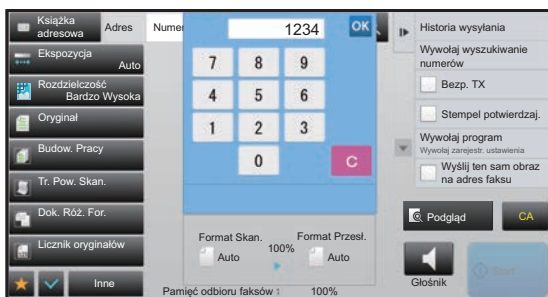 Książka
adresowa
Adres
Numer
1234
OK
Historia wysyłania
Ekspozycja
Auto
Wywołaj wyszukiwanie
numerów
7 8 9
Rozdzielczość
Bardzo Wysoka
Bezp. TX
4 5 6
Oryginał
Stempel potwierdzaj.
1 2 3
Budow. Pracy
Wywołaj program
Wywołaj zarejestr. ustawienia
0 C
Wyślij ten sam obraz
na adres faksu
Tr. Pow. Skan.
Dok. Róż. For.
Podgląd
CA
Format Skan.
100%
Format Przesł.
Licznik oryginałów
Auto
Auto
Inne
Głośnik
Start
Pamięć odbioru faksów
100%